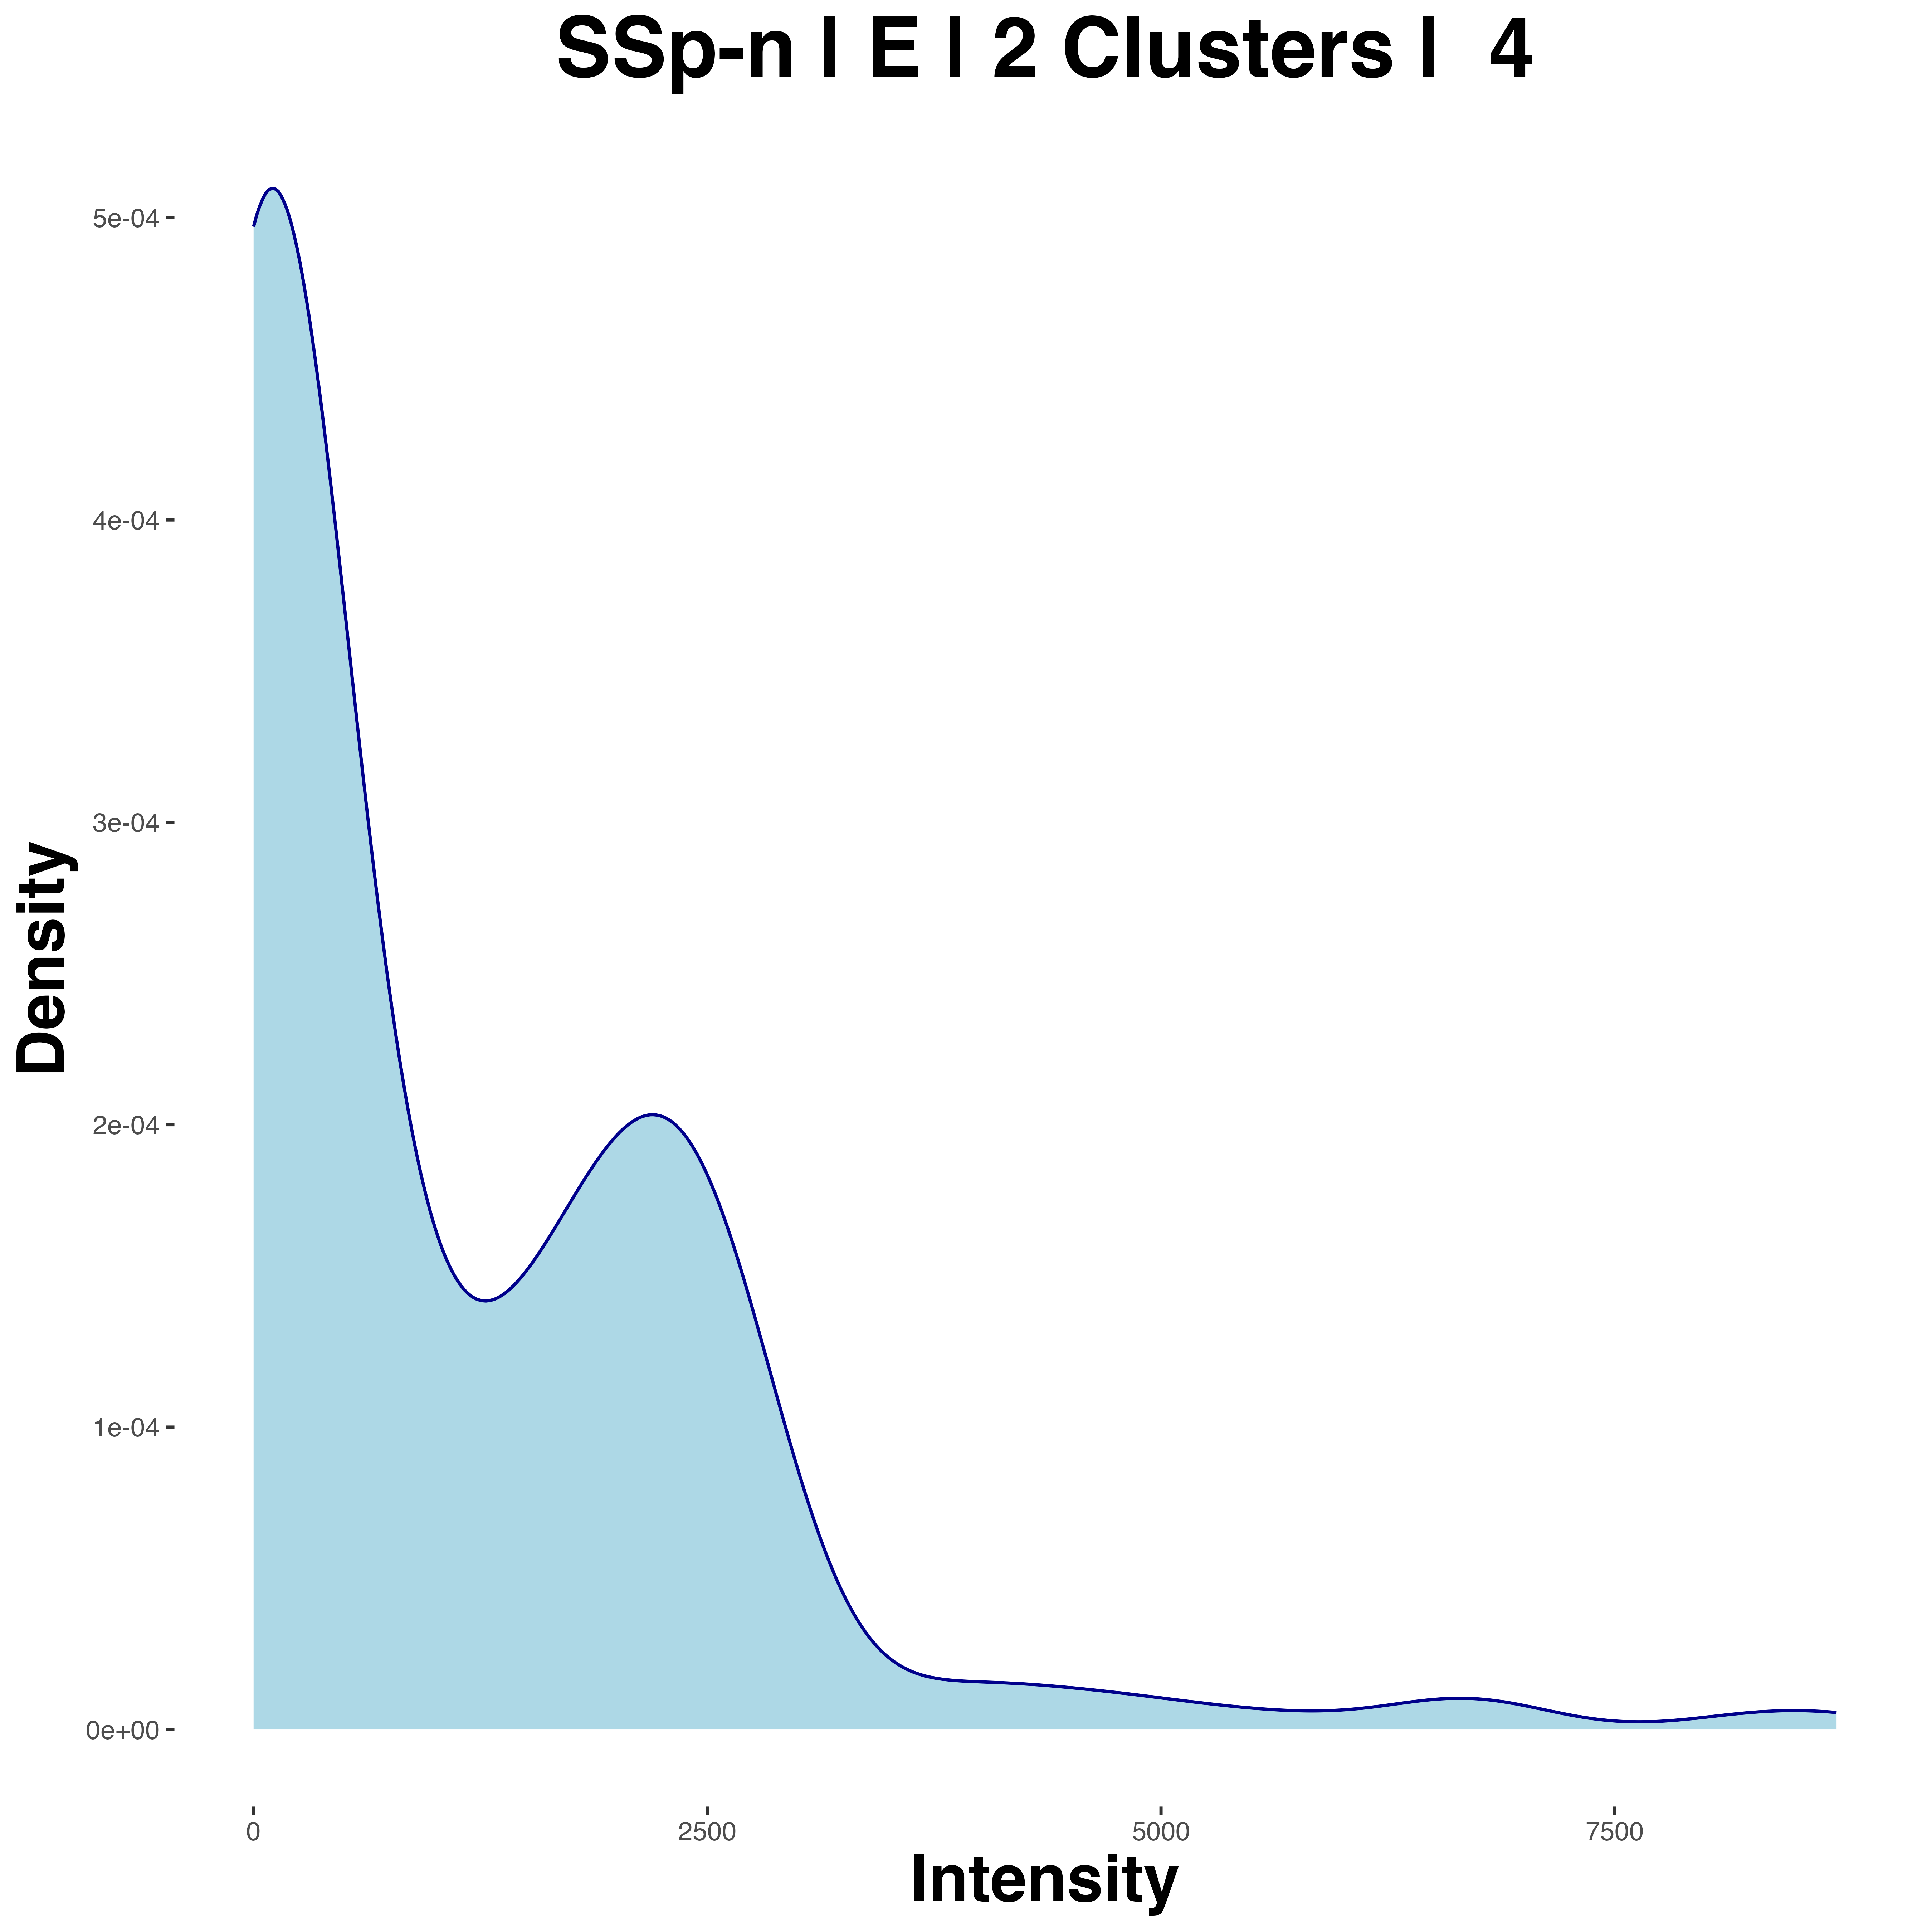 SSp-n | E | 2 Clusters | 4
5e-04
4e-04
3e-04
2e-04
1e-04
0e+00
Density
0 2500 5000 7500
Intensity